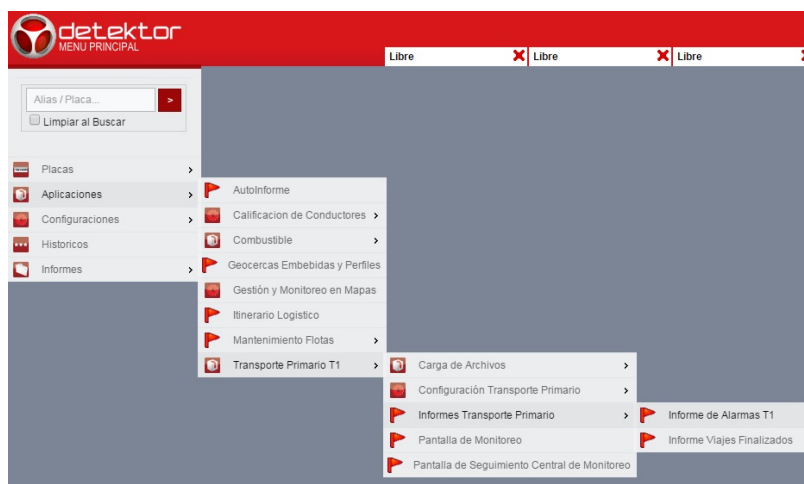 detektor
MENU PRINCIPAL
Libre
Libre
Libre
Alias / Placa...
>
Limpiar al Buscar
Placas
Aplicaciones
Configuraciones
Historicos
Informes
AutoInforme
Calificacion de Conductores
Combustible
Geocercas Embebidas y Perfiles
Gestión y Monitoreo en Mapas
Itinerario Logistico
Mantenimiento Flotas
Transporte Primario T1
Carga de Archivos
Configuración Transporte Primario
Informes Transporte Primario
Pantalla de Monitoreo
Pantalla de Seguimiento Central de Monitoreo
Informe de Alarmas T1
Informe Viajes Finalizados